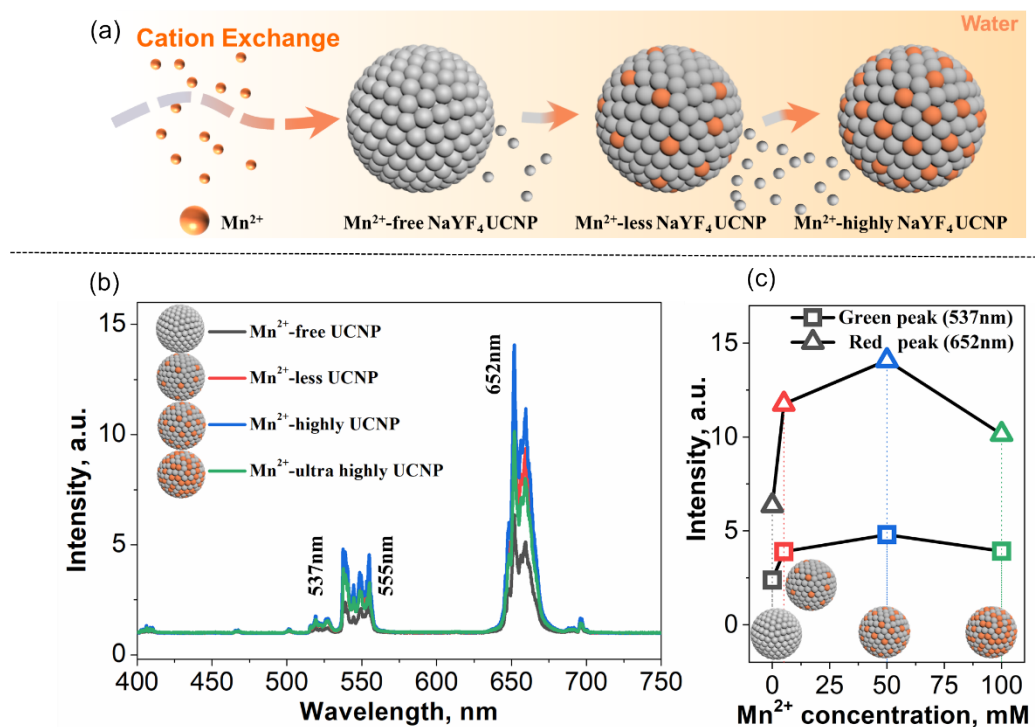 (a)
Cation Exchange
Water
Mn²⁺
Mn²⁺-free NaYF₄ UCNP
Mn²⁺-less NaYF₄ UCNP
Mn²⁺-highly NaYF₄ UCNP
(b)
15
10
5
0
Intensity, a.u.
Mn²⁺-free UCNP
Mn²⁺-less UCNP
Mn²⁺-highly UCNP
Mn²⁺-ultra highly UCNP
537nm
555nm
652nm
400 450 500 550 600 650 700 750
Wavelength, nm
(c)
Green peak (537nm)
Red peak (652nm)
15
10
5
0
Intensity, a.u.
0 25 50 75 100
Mn²⁺ concentration, mM